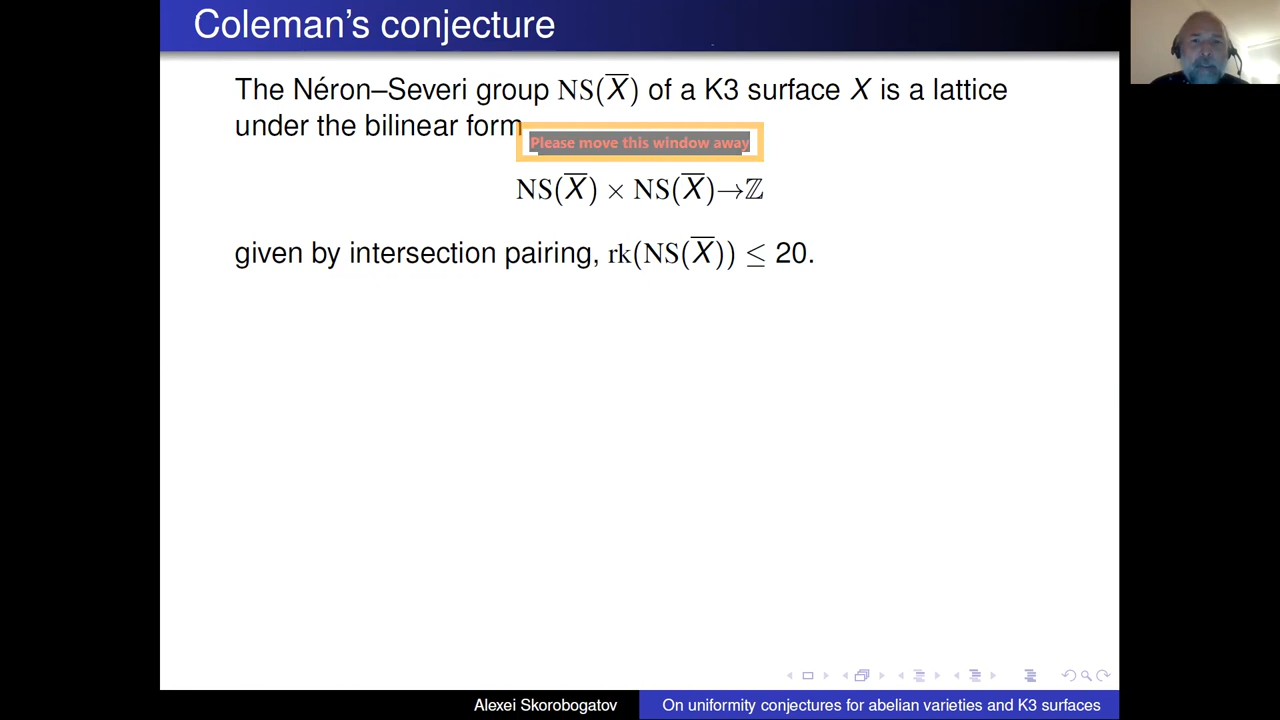 Coleman's conjecture
The Néron–Severi group NS(X̅) of a K3 surface X is a lattice
under the bilinear form
Please move this window away
NS(X̅) × NS(X̅)→ℤ
given by intersection pairing, rk(NS(X̅)) ≤ 20.
Alexei Skorobogatov
On uniformity conjectures for abelian varieties and K3 surfaces